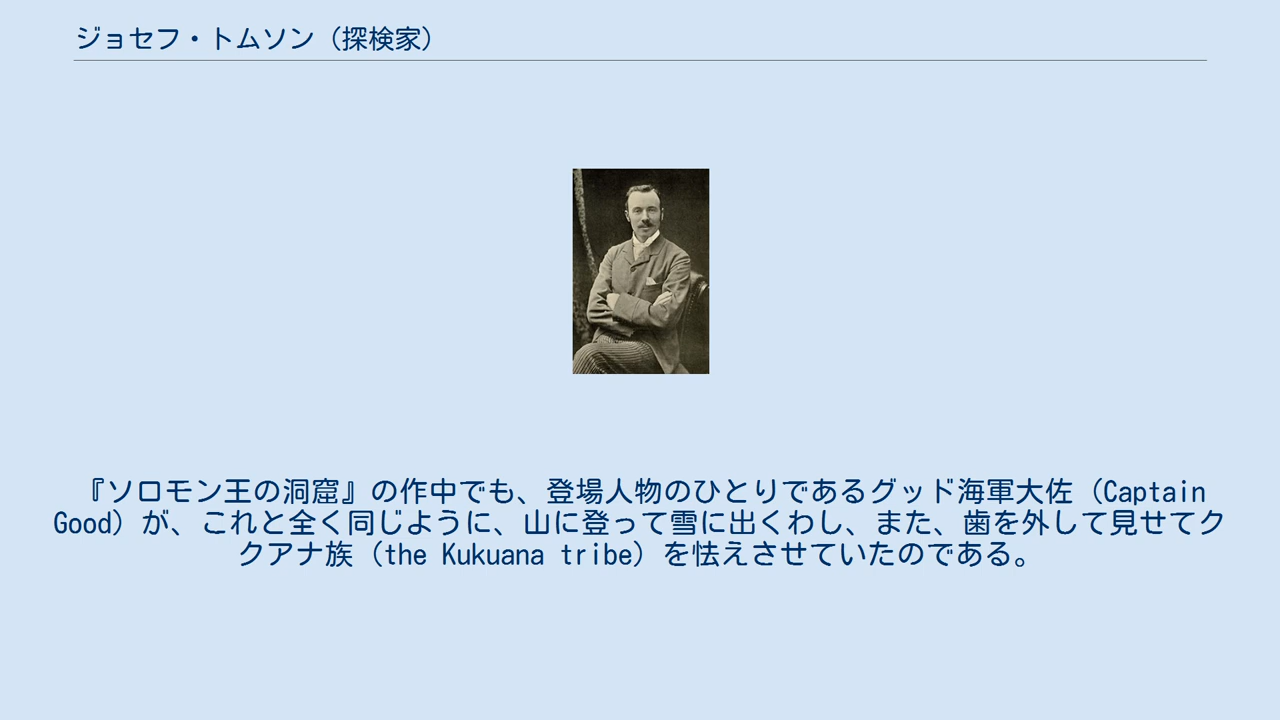 ジョセフ・トムソン（探検家）
『ソロモン王の洞窟』の作中でも、登場人物のひとりであるグッド海軍大佐（Captain
Good）が、これと全く同じように、山に登って雪に出くわし、また、歯を外して見せてク
クアナ族（the Kukuana tribe）を怯えさせていたのである。